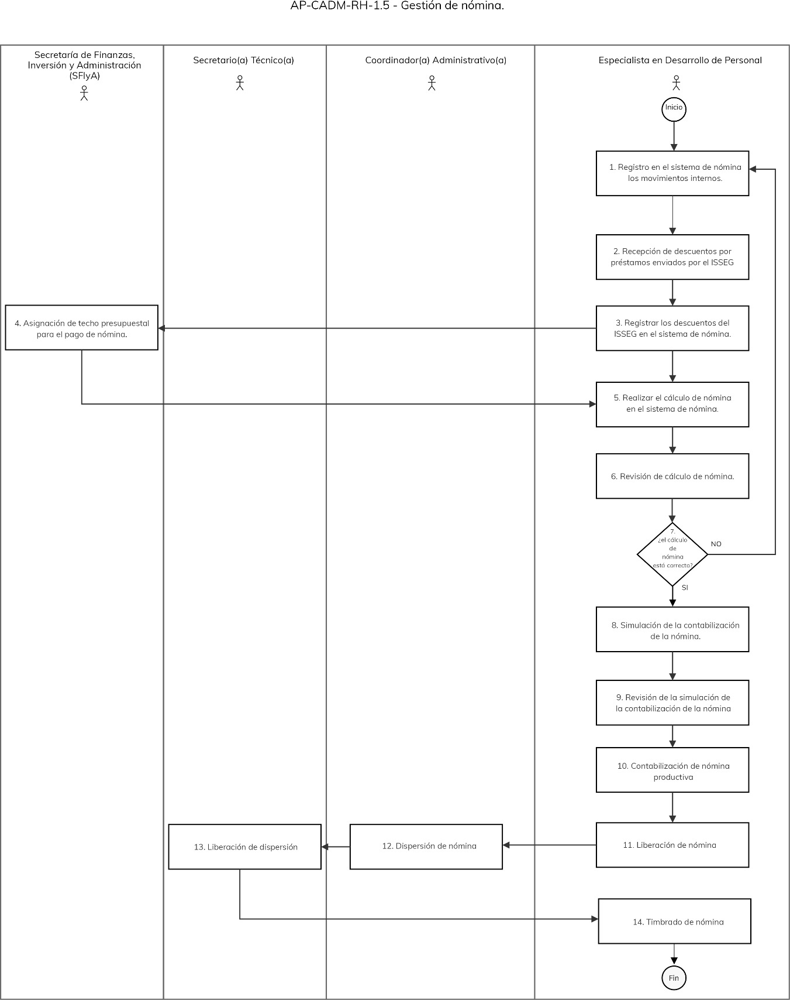 AP-CADM-RH-1.5 - Gestión de nómina.
Secretaría de Finanzas,
Inversión y Administración
(SFIyA)
Secretario(a) Técnico(a)
Coordinador(a) Administrativo(a)
Especialista en Desarrollo de Personal
Inicio
1. Registro en el sistema de nómina
los movimientos internos.
2. Recepción de descuentos por
préstamos enviados por el ISSEG
3. Registrar los descuentos del
ISSEG en el sistema de nómina.
4. Asignación de techo presupuestal
para el pago de nómina.
5. Realizar el cálculo de nómina
en el sistema de nómina.
6. Revisión de cálculo de nómina.
7.
¿el cálculo
de
nómina
está correcto?
NO
SI
8. Simulación de la contabilización
de la nómina.
9. Revisión de la simulación de
la contabilización de la nómina
10. Contabilización de nómina
productiva
11. Liberación de nómina
12. Dispersión de nómina
13. Liberación de dispersión
14. Timbrado de nómina
Fin